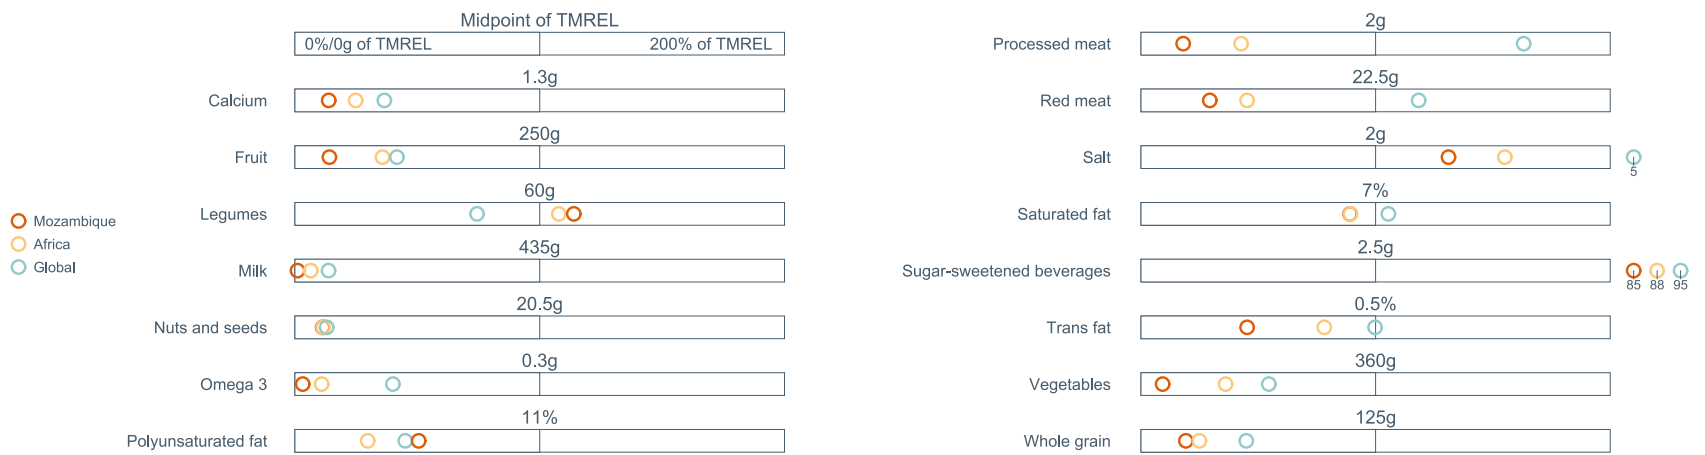 Midpoint of TMREL
0%/0g of TMREL 200% of TMREL
1.3g
Calcium
250g
Fruit
60g
Legumes
435g
Milk
20.5g
Nuts and seeds
0.3g
Omega 3
11%
Polyunsaturated fat
Mozambique
Africa
Global
2g
Processed meat
22.5g
Red meat
2g
Salt
5
7%
Saturated fat
2.5g
Sugar-sweetened beverages
85 88 95
0.5%
Trans fat
360g
Vegetables
125g
Whole grain